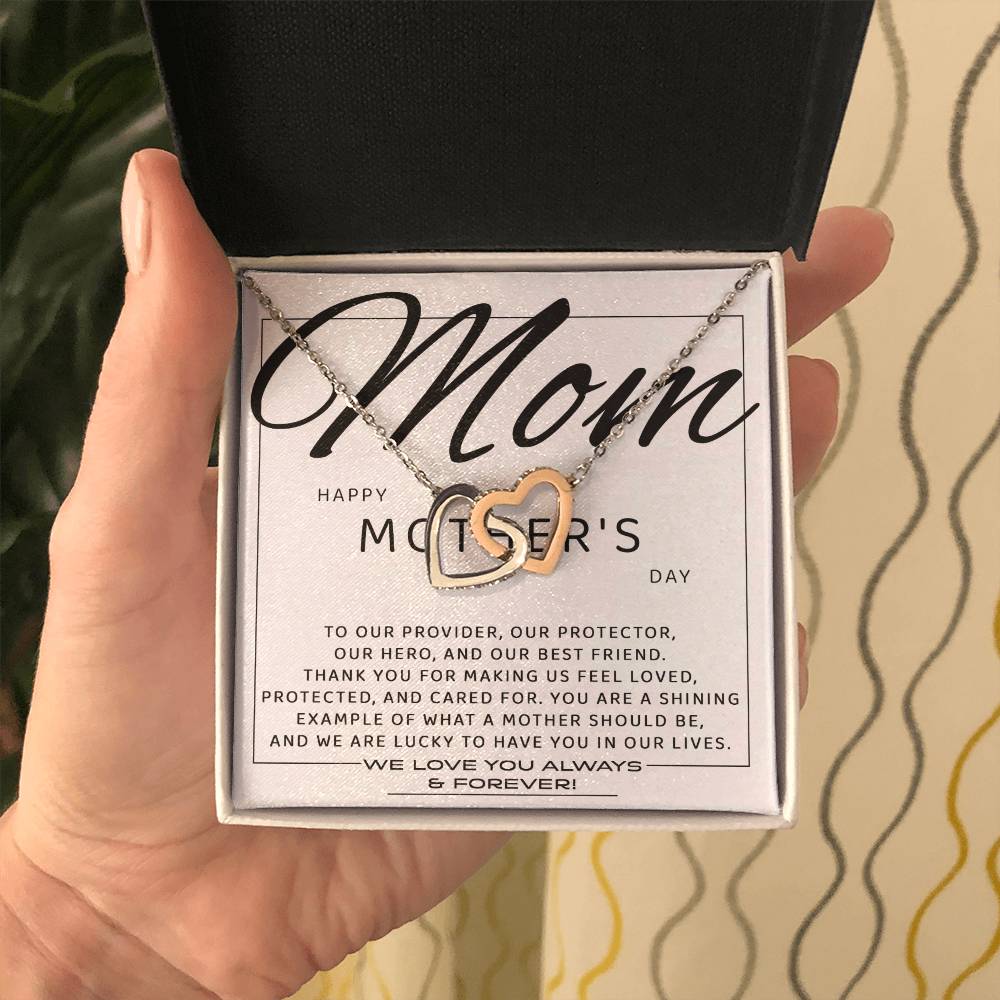 Mom
HAPPY
MOTHER'S
DAY
TO OUR PROVIDER, OUR PROTECTOR,
OUR HERO, AND OUR BEST FRIEND.
THANK YOU FOR MAKING US FEEL LOVED,
PROTECTED, AND CARED FOR. YOU ARE A SHINING
EXAMPLE OF WHAT A MOTHER SHOULD BE,
AND WE ARE LUCKY TO HAVE YOU IN OUR LIVES.
WE LOVE YOU ALWAYS
& FOREVER!